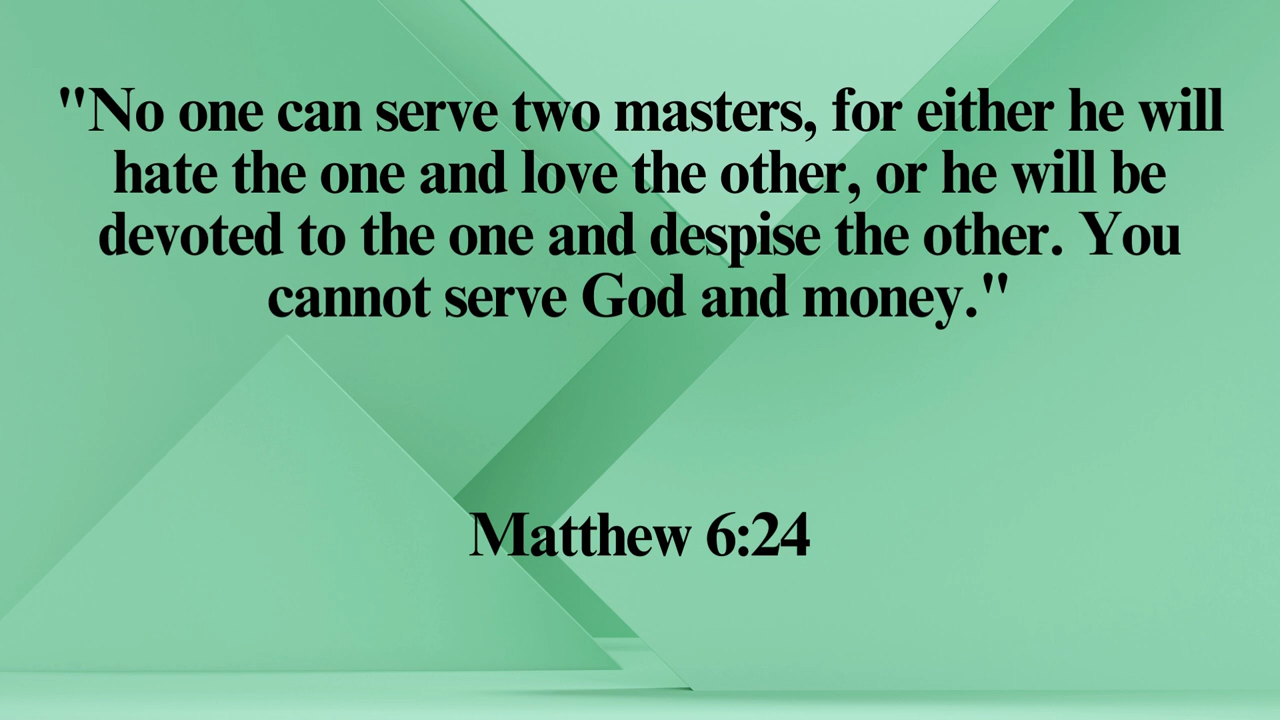 "No one can serve two masters, for either he will
hate the one and love the other, or he will be
devoted to the one and despise the other. You
cannot serve God and money."
Matthew 6:24